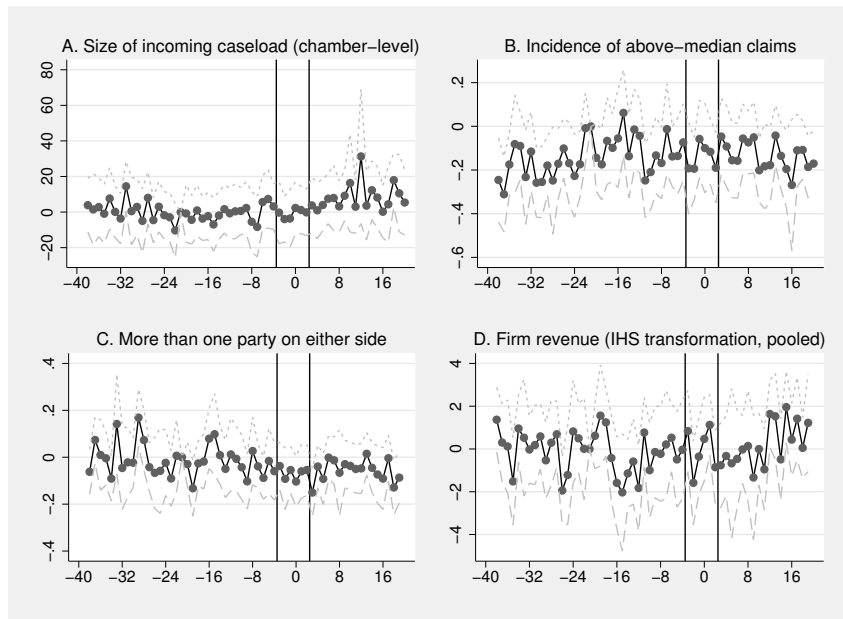 A. Size of incoming caseload (chamber−level)
80
60
40
20
0
−20
−40 −32 −24 −16 −8 0 8 16
B. Incidence of above−median claims
.2
0
−.2
−.4
−.6
−40 −32 −24 −16 −8 0 8 16
C. More than one party on either side
.4
.2
0
−.2
−.4
−40 −32 −24 −16 −8 0 8 16
D. Firm revenue (IHS transformation, pooled)
4
2
0
−2
−4
−40 −32 −24 −16 −8 0 8 16